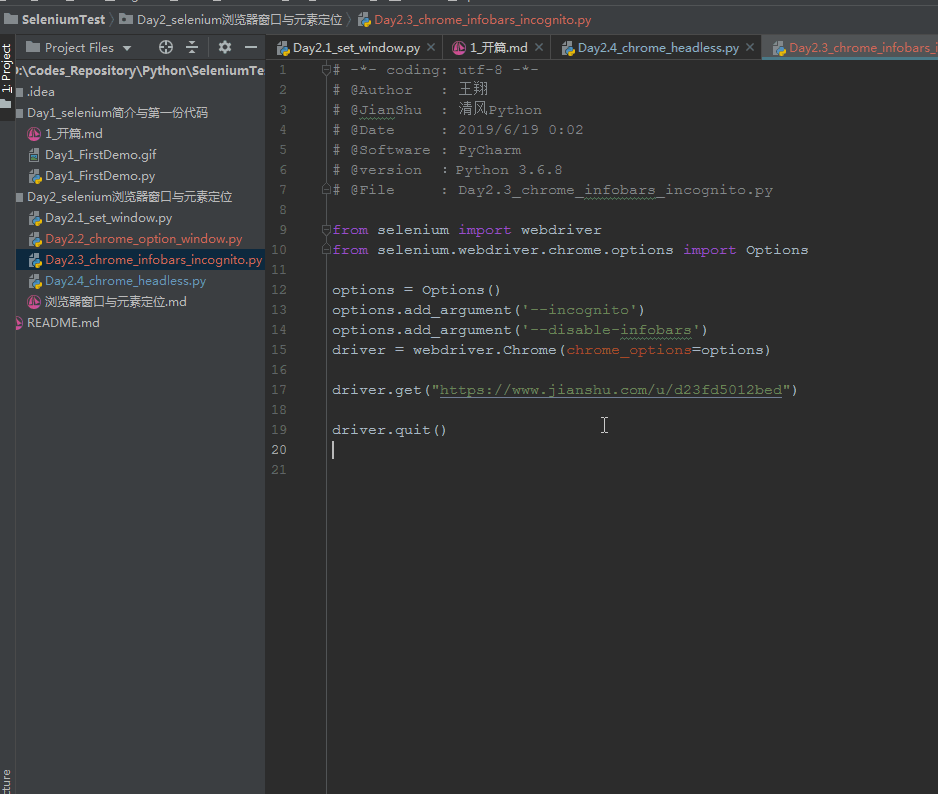 SeleniumTest Day2_selenium浏览器窗口与元素定位 Day2.3_chrome_infobars_incognito.py
Project Files
Day2.1_set_window.py 1_开篇.md Day2.4_chrome_headless.py Day2.3_chrome_infobars_i
1: Project
:\Codes_Repository\Python\SeleniumTe
.idea
Day1_selenium简介与第一份代码
1_开篇.md
Day1_FirstDemo.gif
Day1_FirstDemo.py
Day2_selenium浏览器窗口与元素定位
Day2.1_set_window.py
Day2.2_chrome_option_window.py
Day2.3_chrome_infobars_incognito.py
Day2.4_chrome_headless.py
浏览器窗口与元素定位.md
README.md
1 # -*- coding: utf-8 -*-
2 # @Author : 王翔
3 # @JianShu : 清风Python
4 # @Date : 2019/6/19 0:02
5 # @Software : PyCharm
6 # @version : Python 3.6.8
7 # @File : Day2.3_chrome_infobars_incognito.py
8
9 from selenium import webdriver
10 from selenium.webdriver.chrome.options import Options
11
12 options = Options()
13 options.add_argument('--incognito')
14 options.add_argument('--disable-infobars')
15 driver = webdriver.Chrome(chrome_options=options)
16
17 driver.get("https://www.jianshu.com/u/d23fd5012bed")
18
19 driver.quit()
20
21
cture